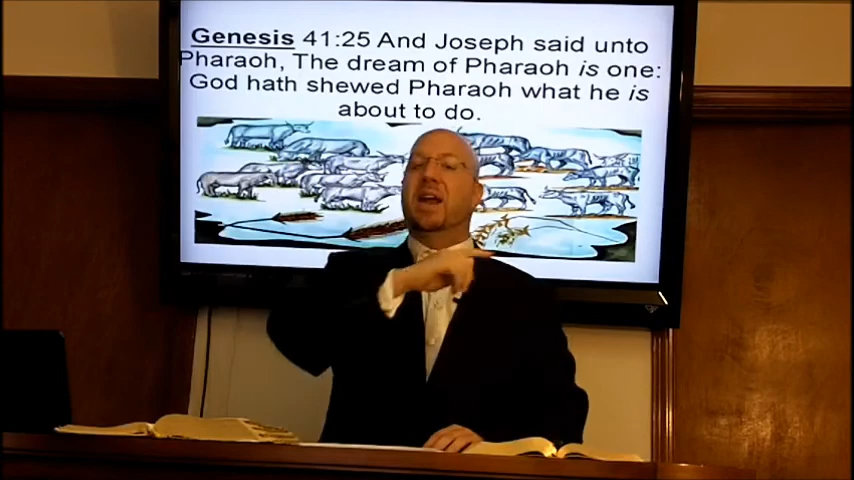 Genesis 41:25 And Joseph said unto
Pharaoh, The dream of Pharaoh is one:
God hath shewed Pharaoh what he is
about to do.